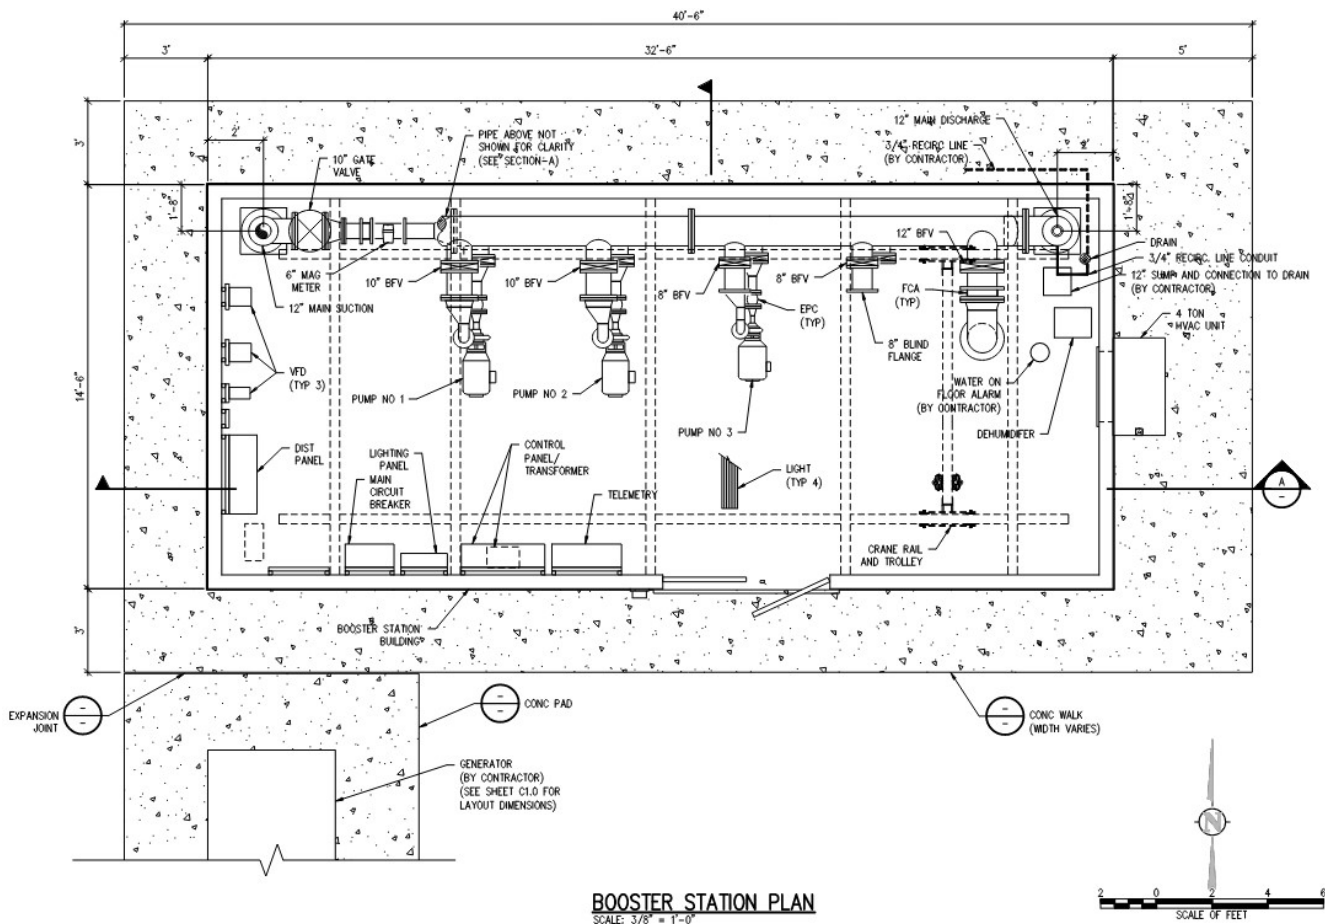 40'-6"
3'
32'-6"
5'
3'
2'
10" GATE
VALVE
PIPE ABOVE NOT
SHOWN FOR CLARITY
(SEE SECTION-A)
12" MAIN DISCHARGE
3/4" RECIRC LINE
(BY CONTRACTOR)
2'
1'-8"
1'-8"
6" MAG
METER
12" MAIN SUCTION
10" BFV
10" BFV
8" BFV
8" BFV
12" BFV
DRAIN
3/4" RECIRC. LINE CONDUIT
12" SUMP AND CONNECTION TO DRAIN
(BY CONTRACTOR)
EPC
(TYP)
FCA
(TYP)
8" BLIND
FLANGE
4 TON
HVAC UNIT
VFD
(TYP 3)
14'-6"
PUMP NO 1
PUMP NO 2
PUMP NO 3
WATER ON
FLOOR ALARM
(BY CONTRACTOR)
DEHUMIDIFER
DIST
PANEL
LIGHTING
PANEL
MAIN
CIRCUIT
BREAKER
CONTROL
PANEL/
TRANSFORMER
TELEMETRY
LIGHT
(TYP 4)
A
-
CRANE RAIL
AND TROLLEY
3'
BOOSTER STATION
BUILDING
EXPANSION
JOINT
-
-
-
-
CONC PAD
-
-
CONC WALK
(WIDTH VARIES)
GENERATOR
(BY CONTRACTOR)
(SEE SHEET C1.0 FOR
LAYOUT DIMENSIONS)
N
BOOSTER STATION PLAN
SCALE: 3/8" = 1'-0"
2 0 2 4 6
SCALE OF FEET